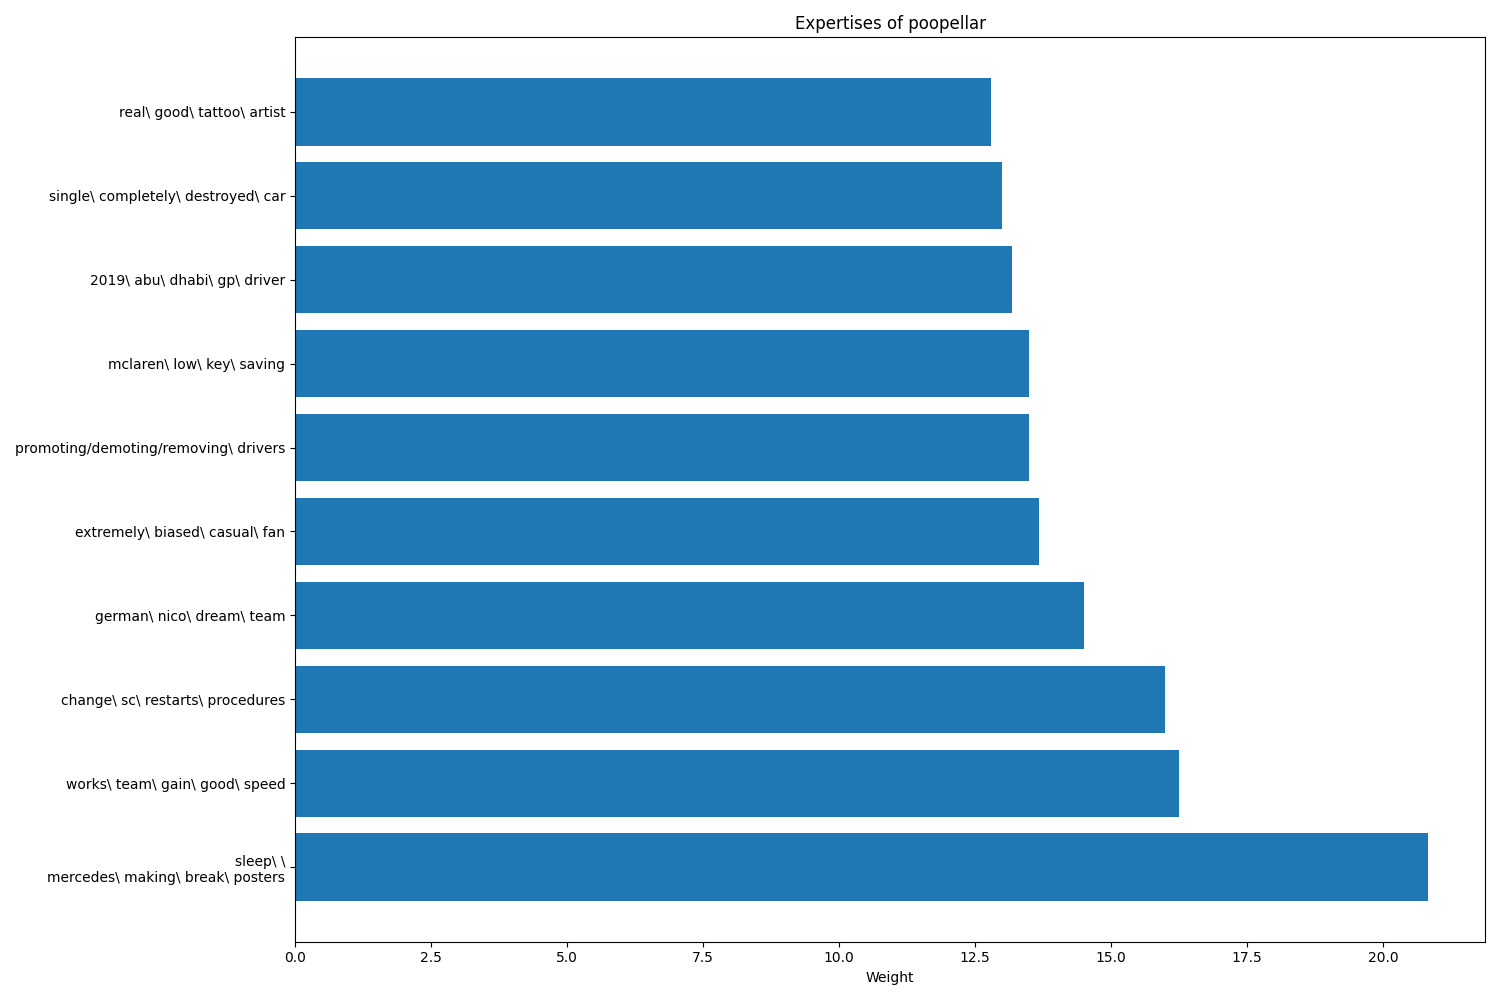 Expertises of poopellar
real\ good\ tattoo\ artist
single\ completely\ destroyed\ car
2019\ abu\ dhabi\ gp\ driver
mclaren\ low\ key\ saving
promoting/demoting/removing\ drivers
extremely\ biased\ casual\ fan
german\ nico\ dream\ team
change\ sc\ restarts\ procedures
works\ team\ gain\ good\ speed
sleep\ \
mercedes\ making\ break\ posters
0.0 2.5 5.0 7.5 10.0 12.5 15.0 17.5 20.0
Weight